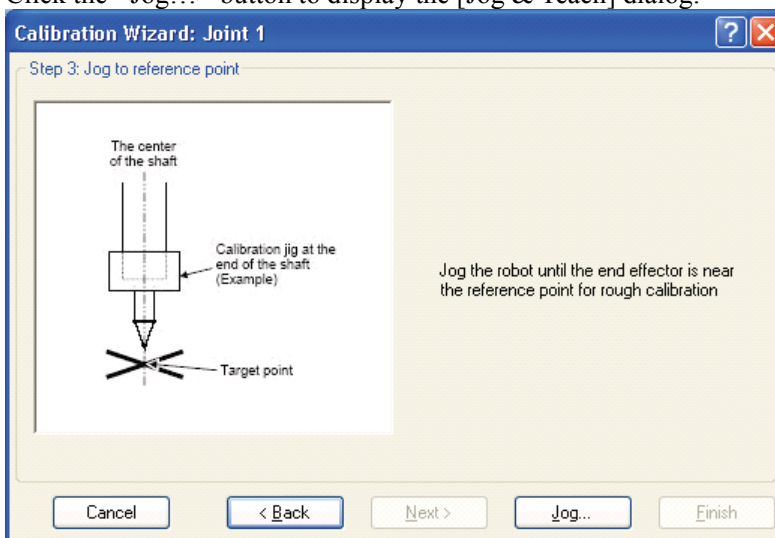 Click the "Jog…" button to display the [Jog & Teach] dialog.
Calibration Wizard: Joint 1
Step 3: Jog to reference point
The center
of the shaft
Calibration jig at the
end of the shaft
(Example)
Target point
Jog the robot until the end effector is near
the reference point for rough calibration
Cancel
< Back
Next >
Jog...
Finish